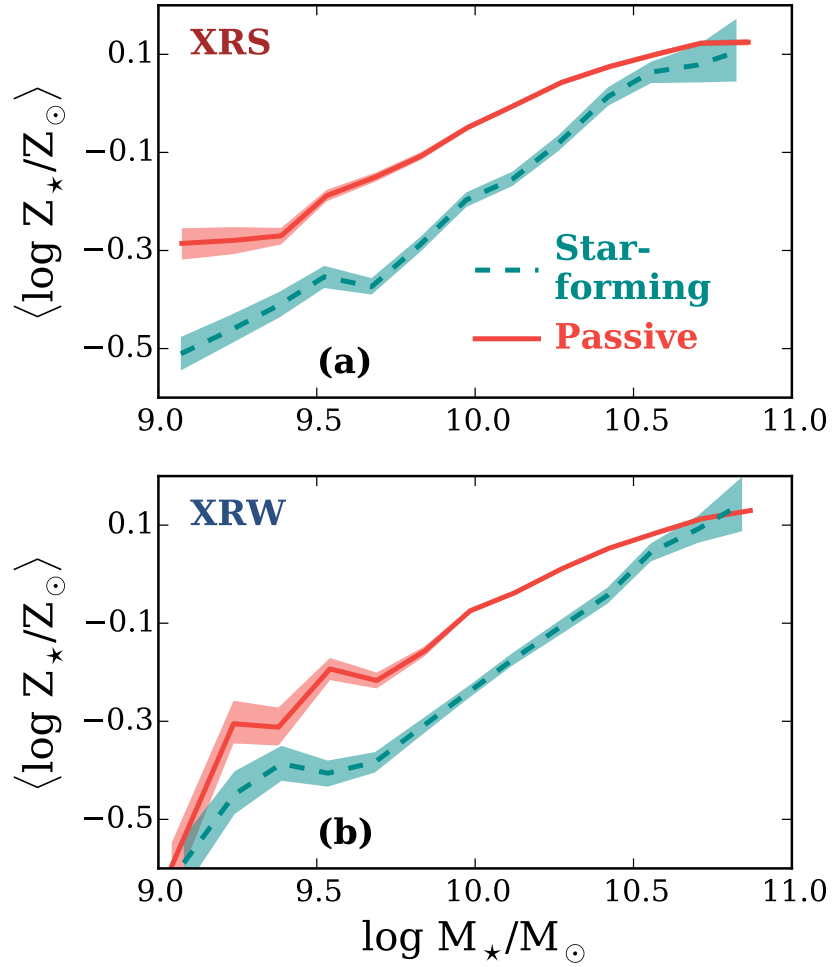 XRS
0.1
−0.1
−0.3
−0.5
⟨log Z⋆/Z⊙⟩
Star-
forming
Passive
(a)
9.0 9.5 10.0 10.5 11.0
XRW
0.1
−0.1
−0.3
−0.5
⟨log Z⋆/Z⊙⟩
(b)
9.0 9.5 10.0 10.5 11.0
log M⋆/M⊙